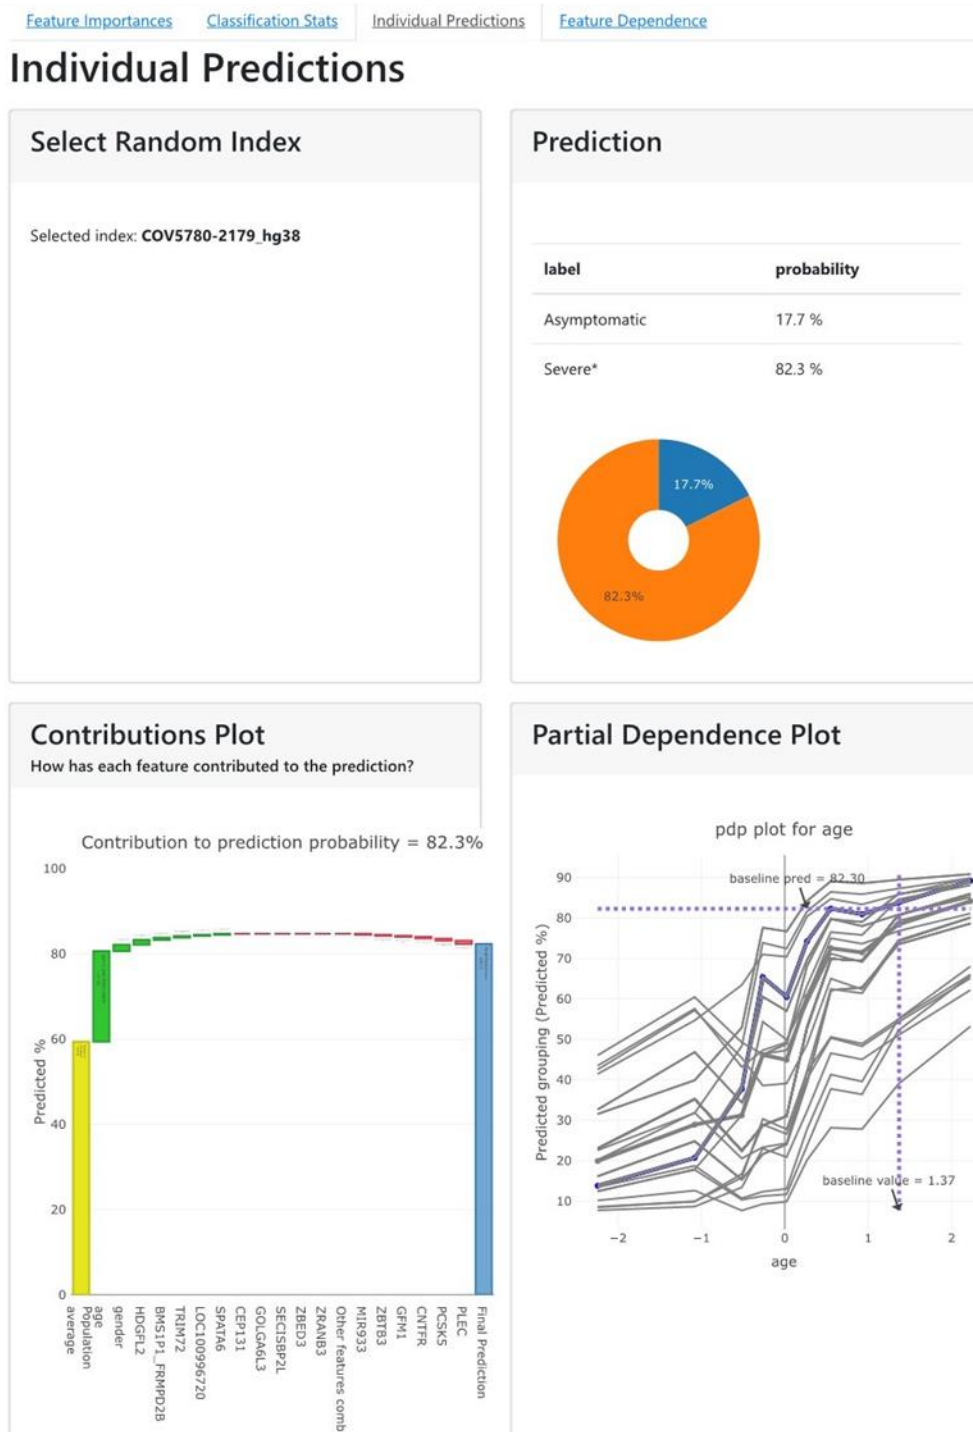 Feature Importances Classification Stats Individual Predictions Feature Dependence
Individual Predictions
Select Random Index
Selected index: COV5780-2179_hg38
Prediction
label probability
Asymptomatic 17.7 %
Severe* 82.3 %
17.7%
82.3%
Contributions Plot
How has each feature contributed to the prediction?
Contribution to prediction probability = 82.3%
100
80
60
40
20
0
Predicted %
Population
average
age
gender
HDGFL2
BMS1P1_FRMPD2B
TRIM72
LOC100996720
SPATA6
CEP131
GOLGA6L3
SECISBP2L
ZBED3
ZRANB3
Other features comb
MIR933
ZBTB3
GFM1
CNTFR
PCSK5
PLEC
Final Prediction
Partial Dependence Plot
pdp plot for age
baseline pred = 82.30
90
80
70
60
50
40
30
20
10
Predicted grouping (Predicted %)
baseline value = 1.37
−2 −1 0 1 2
age